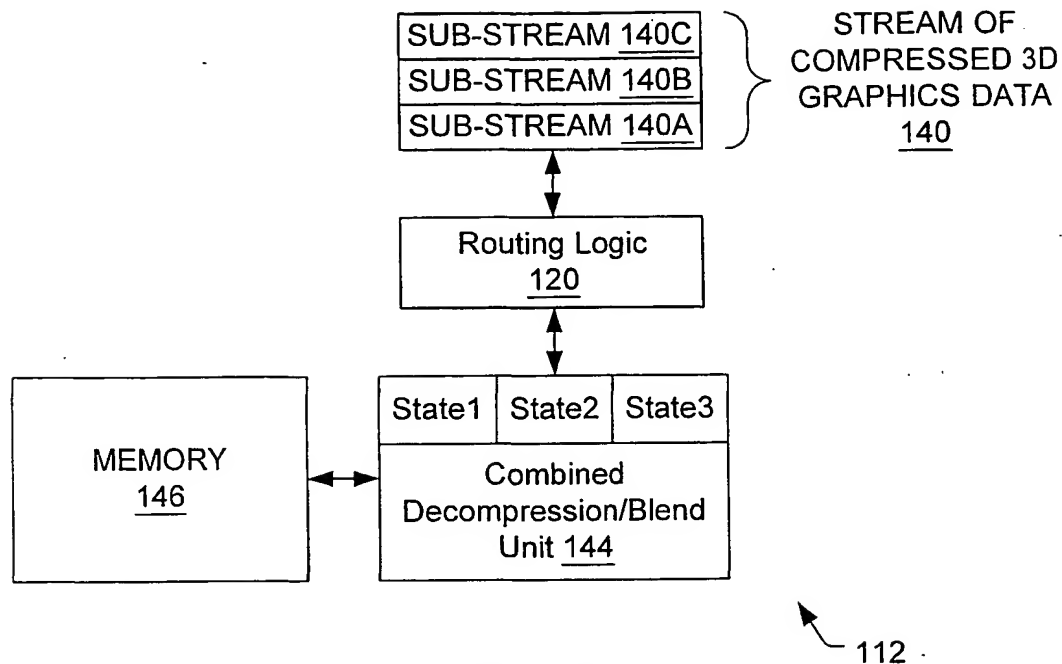 SUB-STREAM 140C
SUB-STREAM 140B
SUB-STREAM 140A
STREAM OF
COMPRESSED 3D
GRAPHICS DATA
140
Routing Logic
120
State1 State2 State3
MEMORY
146
Combined
Decompression/Blend
Unit 144
112